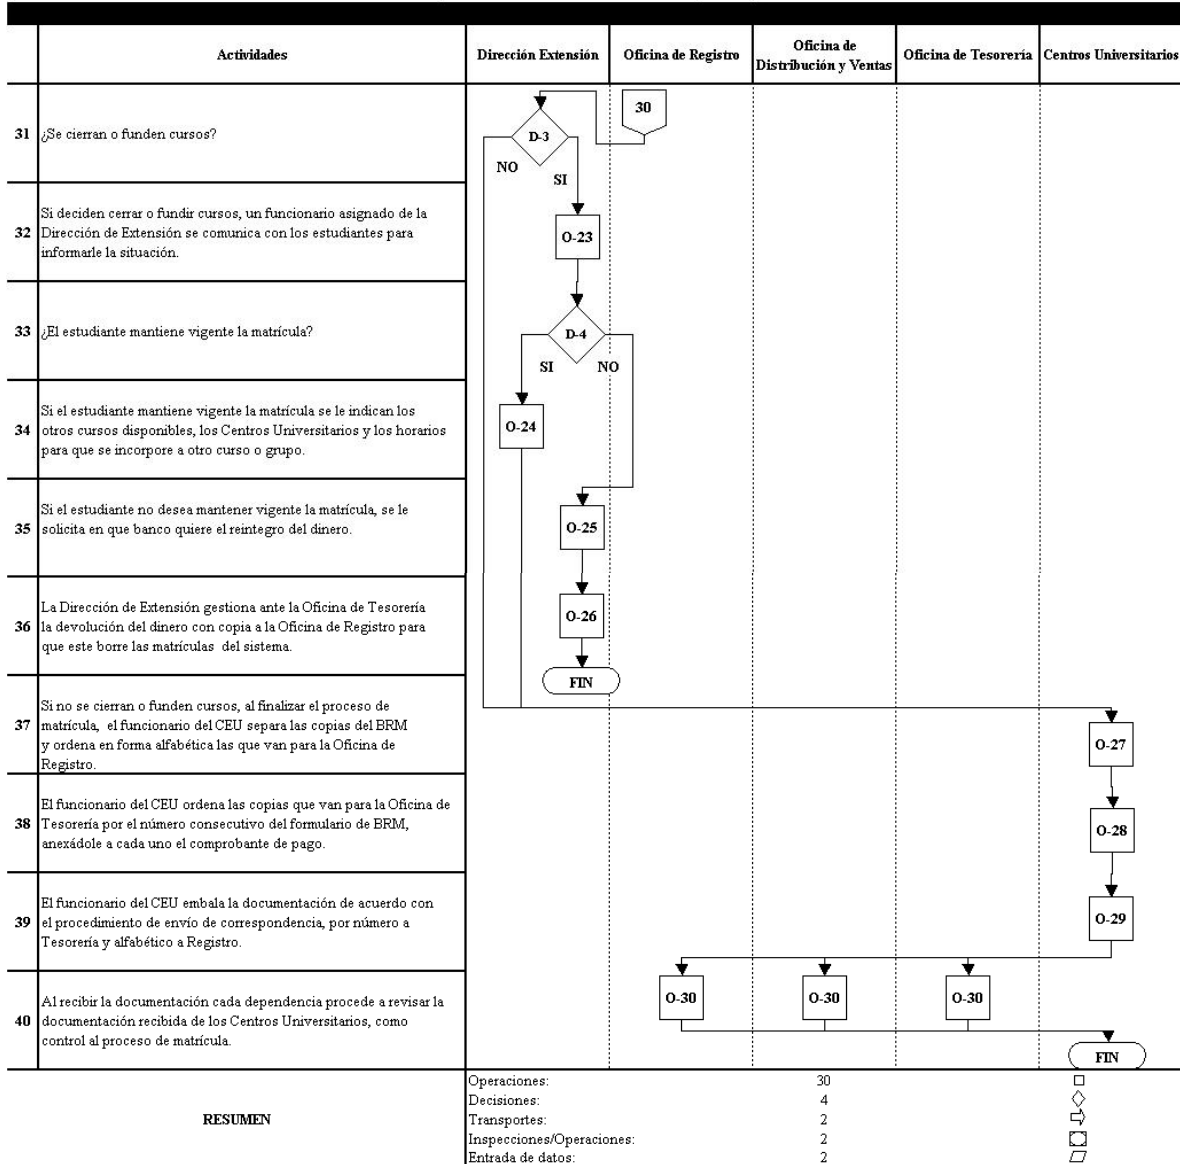 Actividades
Dirección Extensión
Oficina de Registro
Oficina de
Distribución y Ventas
Oficina de Tesorería
Centros Universitarios
30
31
¿Se cierran o funden cursos?
D-3
NO
SI
32
Si deciden cerrar o fundir cursos, un funcionario asignado de la
Dirección de Extensión se comunica con los estudiantes para
informarle la situación.
O-23
33
¿El estudiante mantiene vigente la matrícula?
D-4
SI
NO
34
Si el estudiante mantiene vigente la matrícula se le indican los
otros cursos disponibles, los Centros Universitarios y los horarios
para que se incorpore a otro curso o grupo.
O-24
35
Si el estudiante no desea mantener vigente la matrícula, se le
solicita en que banco quiere el reintegro del dinero.
O-25
36
La Dirección de Extensión gestiona ante la Oficina de Tesorería
la devolución del dinero con copia a la Oficina de Registro para
que este borre las matrículas del sistema.
O-26
FIN
37
Si no se cierran o funden cursos, al finalizar el proceso de
matrícula, el funcionario del CEU separa las copias del BRM
y ordena en forma alfabética las que van para la Oficina de
Registro.
O-27
38
El funcionario del CEU ordena las copias que van para la Oficina de
Tesorería por el número consecutivo del formulario de BRM,
anexádole a cada uno el comprobante de pago.
O-28
39
El funcionario del CEU embala la documentación de acuerdo con
el procedimiento de envío de correspondencia, por número a
Tesorería y alfabético a Registro.
O-29
40
Al recibir la documentación cada dependencia procede a revisar la
documentación recibida de los Centros Universitarios, como
control al proceso de matrícula.
O-30
O-30
O-30
FIN
RESUMEN
Operaciones: 30
Decisiones: 4
Transportes: 2
Inspecciones/Operaciones: 2
Entrada de datos: 2